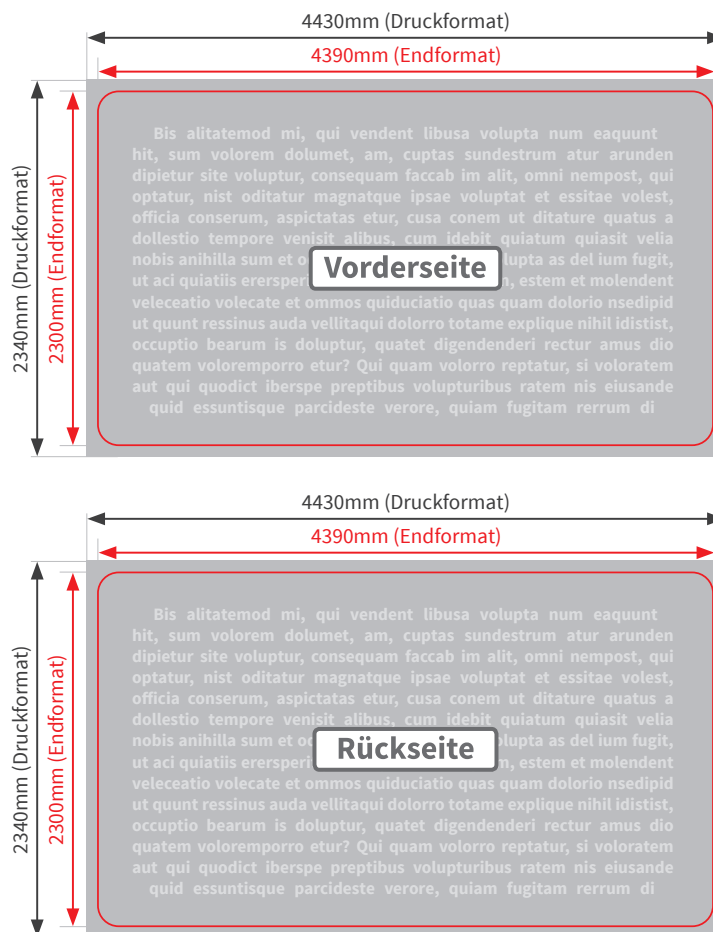 4430mm (Druckformat)
4390mm (Endformat)
2340mm (Druckformat)
2300mm (Endformat)
Bis alitatemod mi, qui vendent libusa volupta num eaquunt
hit, sum volorem dolumet, am, cuptas sundestrum atur arunden
dipietur site voluptur, consequam faccab im alit, omni nempost, qui
optatur, nist oditatur magnatque ipsae voluptat et essitae volest,
officia conserum, aspictatas etur, cusa conem ut ditature quatus a
dollestio tempore venisit alibus, cum idebit quiatum quiasit velia
nobis anihilla sum et lupta as del ium fugit,
ut aci quiatiis erersperi estem et molendent
Vorderseite
veleceatio volecate et ommos quiduciatio quas quam dolorio nsedipid
ut quunt ressinus auda vellitaqui dolorro totame explique nihil idistist,
occuptio bearum is doluptur, quatet digendenderi rectur amus dio
quatem voloremporro etur? Qui quam volorro reptatur, si voloratem
aut qui quodict iberspe preptibus volupturibus ratem nis eiusande
quid essuntisque parcideste verore, quiam fugitam rerrum di
4430mm (Druckformat)
4390mm (Endformat)
2340mm (Druckformat)
2300mm (Endformat)
Bis alitatemod mi, qui vendent libusa volupta num eaquunt
hit, sum volorem dolumet, am, cuptas sundestrum atur arunden
dipietur site voluptur, consequam faccab im alit, omni nempost, qui
optatur, nist oditatur magnatque ipsae voluptat et essitae volest,
officia conserum, aspictatas etur, cusa conem ut ditature quatus a
dollestio tempore venisit alibus, cum idebit quiatum quiasit velia
nobis anihilla sum et olupta as del ium fugit,
ut aci quiatiis erersperi estem et molendent
Rückseite
veleceatio volecate et ommos quiduciatio quas quam dolorio nsedipid
ut quunt ressinus auda vellitaqui dolorro totame explique nihil idistist,
occuptio bearum is doluptur, quatet digendenderi rectur amus dio
quatem voloremporro etur? Qui quam volorro reptatur, si voloratem
aut qui quodict iberspe preptibus volupturibus ratem nis eiusande
quid essuntisque parcideste verore, quiam fugitam rerrum di